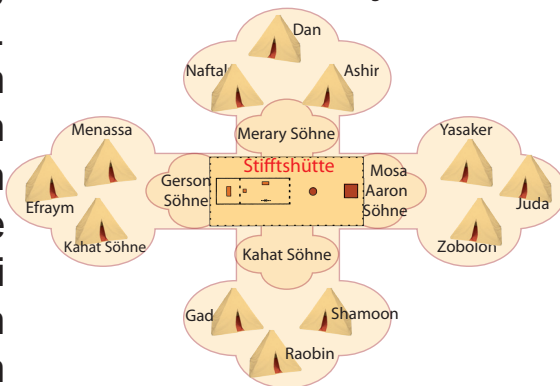 Dan
Naftal
Ashir
Merary Söhne
Menassa
Efraym
Kahat Söhne
Gerson
Söhne
Stifftshütte
Mosa
Aaron
Söhne
Yasaker
Juda
Zobolon
Kahat Söhne
Gad
Shamoon
Raobin